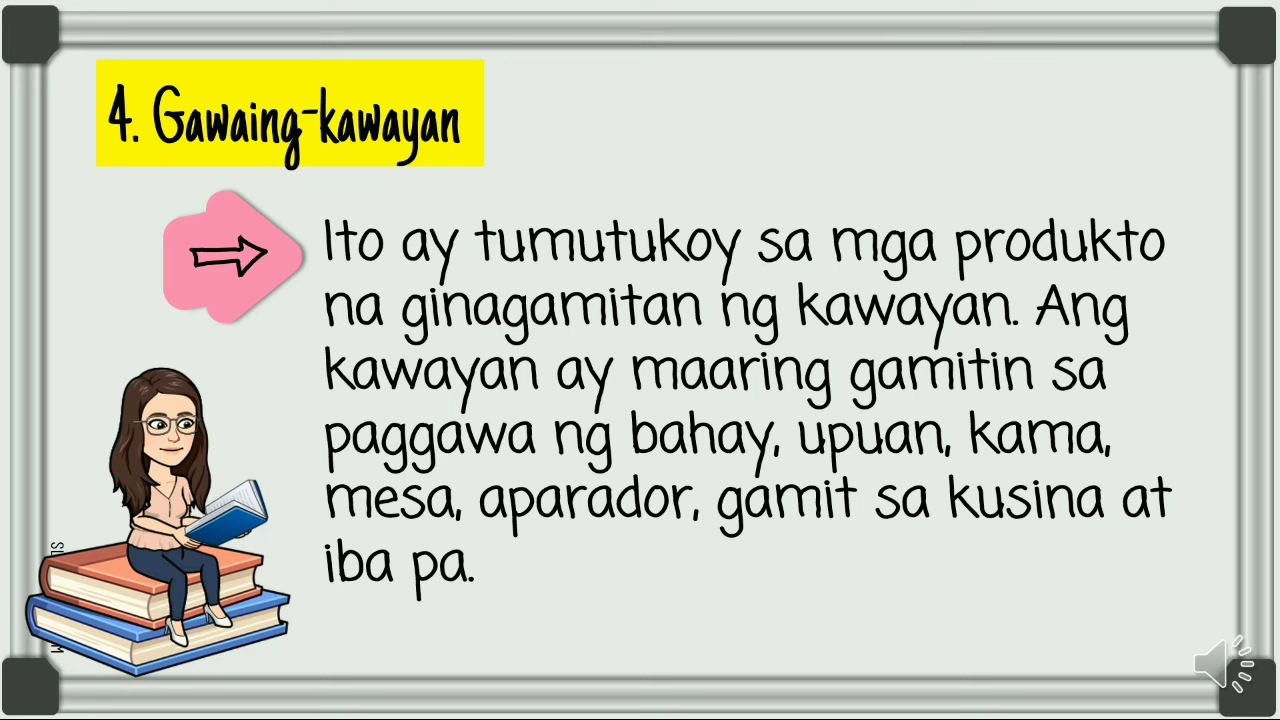 4. Gawaing-kawayan
Ito ay tumutukoy sa mga produkto
na ginagamitan ng kawayan. Ang
kawayan ay maaring gamitin sa
paggawa ng bahay, upuan, kama,
mesa, aparador, gamit sa kusina at
iba pa.